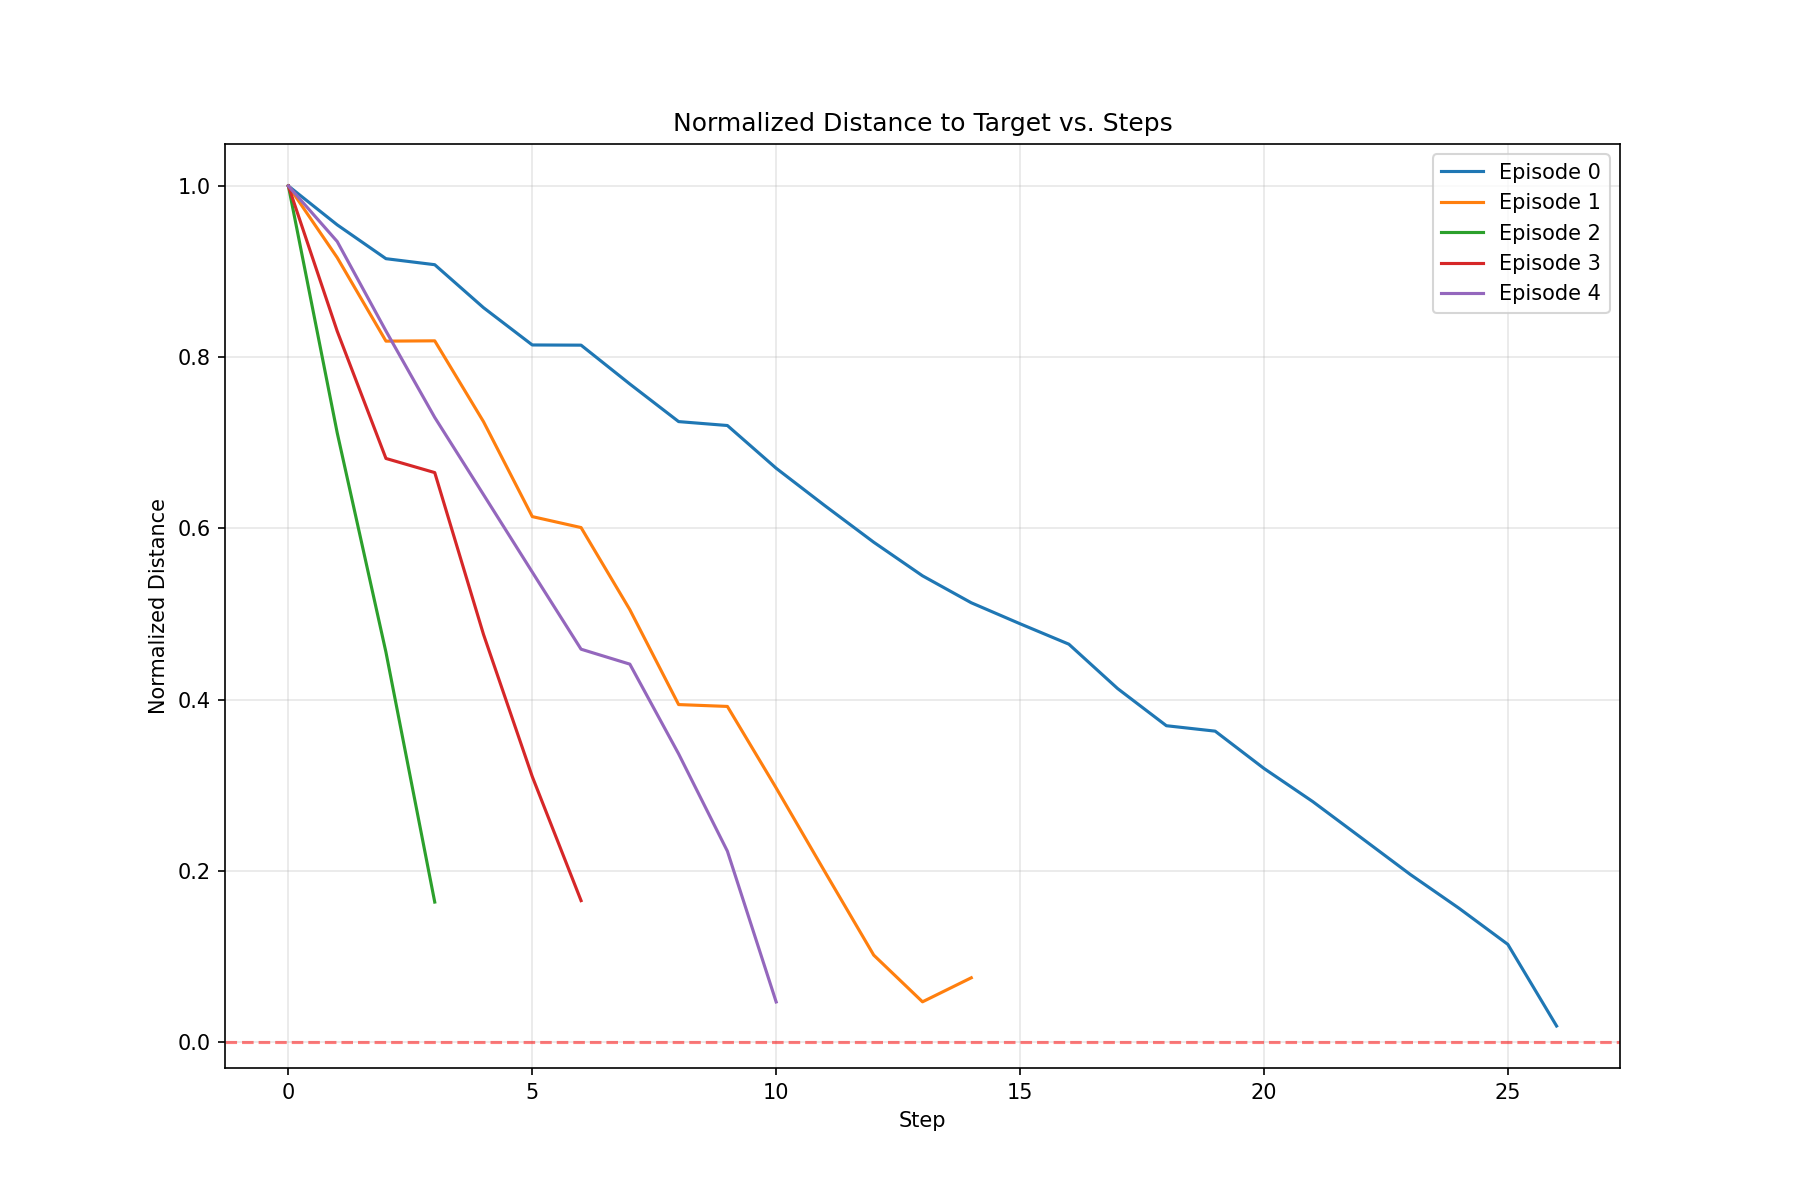 Normalized Distance to Target vs. Steps
Episode 0
Episode 1
Episode 2
Episode 3
Episode 4
1.0
0.8
0.6
0.4
0.2
0.0
Normalized Distance
0 5 10 15 20 25
Step